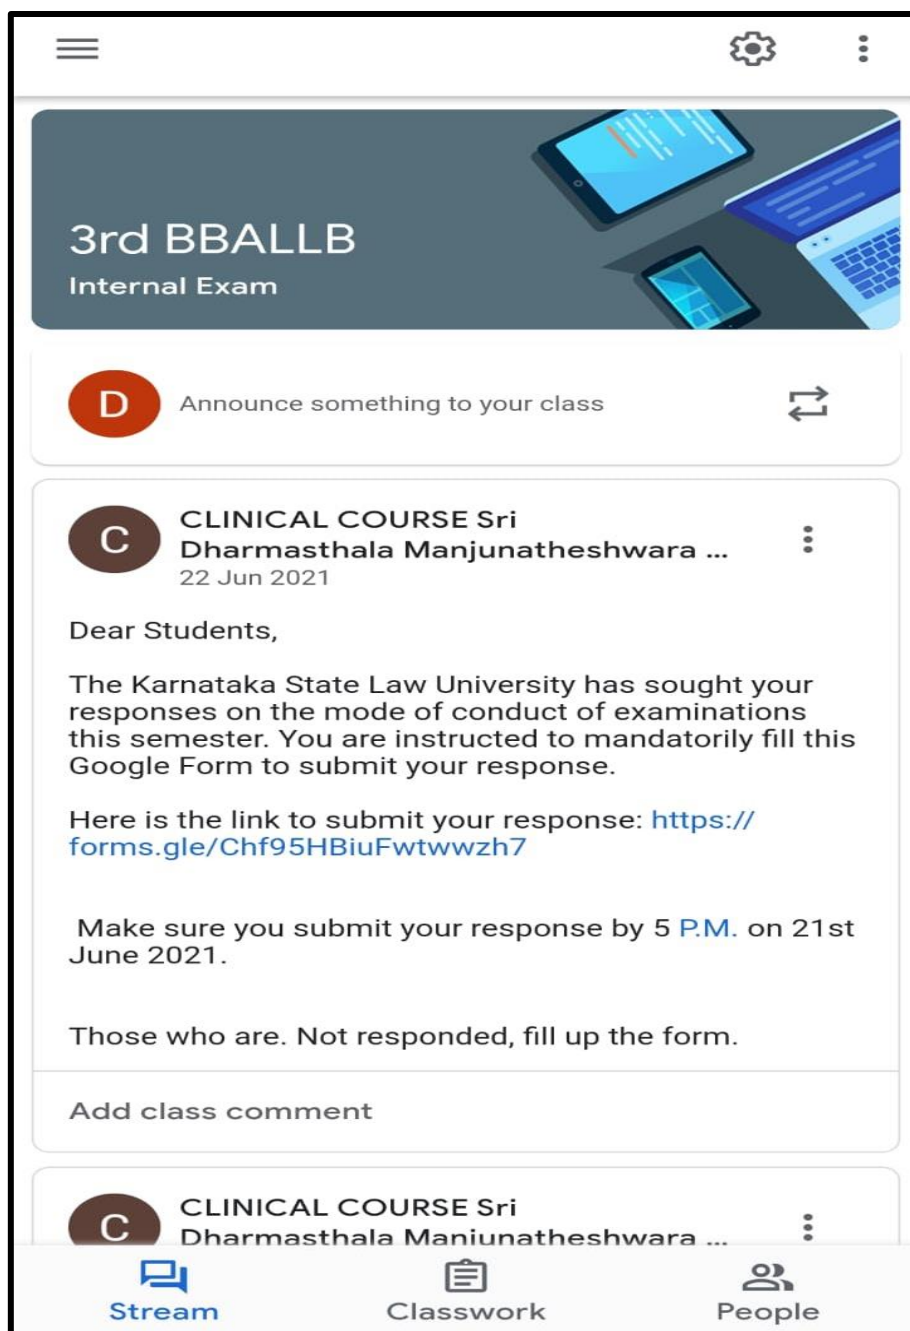 3rd BBALLB
Internal Exam
D
Announce something to your class
C
CLINICAL COURSE Sri
Dharmasthala Manjunatheshwara ...
22 Jun 2021
Dear Students,
The Karnataka State Law University has sought your
responses on the mode of conduct of examinations
this semester. You are instructed to mandatorily fill this
Google Form to submit your response.
Here is the link to submit your response: https://
forms.gle/Chf95HBiuFwtwwzh7
Make sure you submit your response by 5 P.M. on 21st
June 2021.
Those who are. Not responded, fill up the form.
Add class comment
C
CLINICAL COURSE Sri
Dharmasthala Manjunatheshwara ...
Stream
Classwork
People